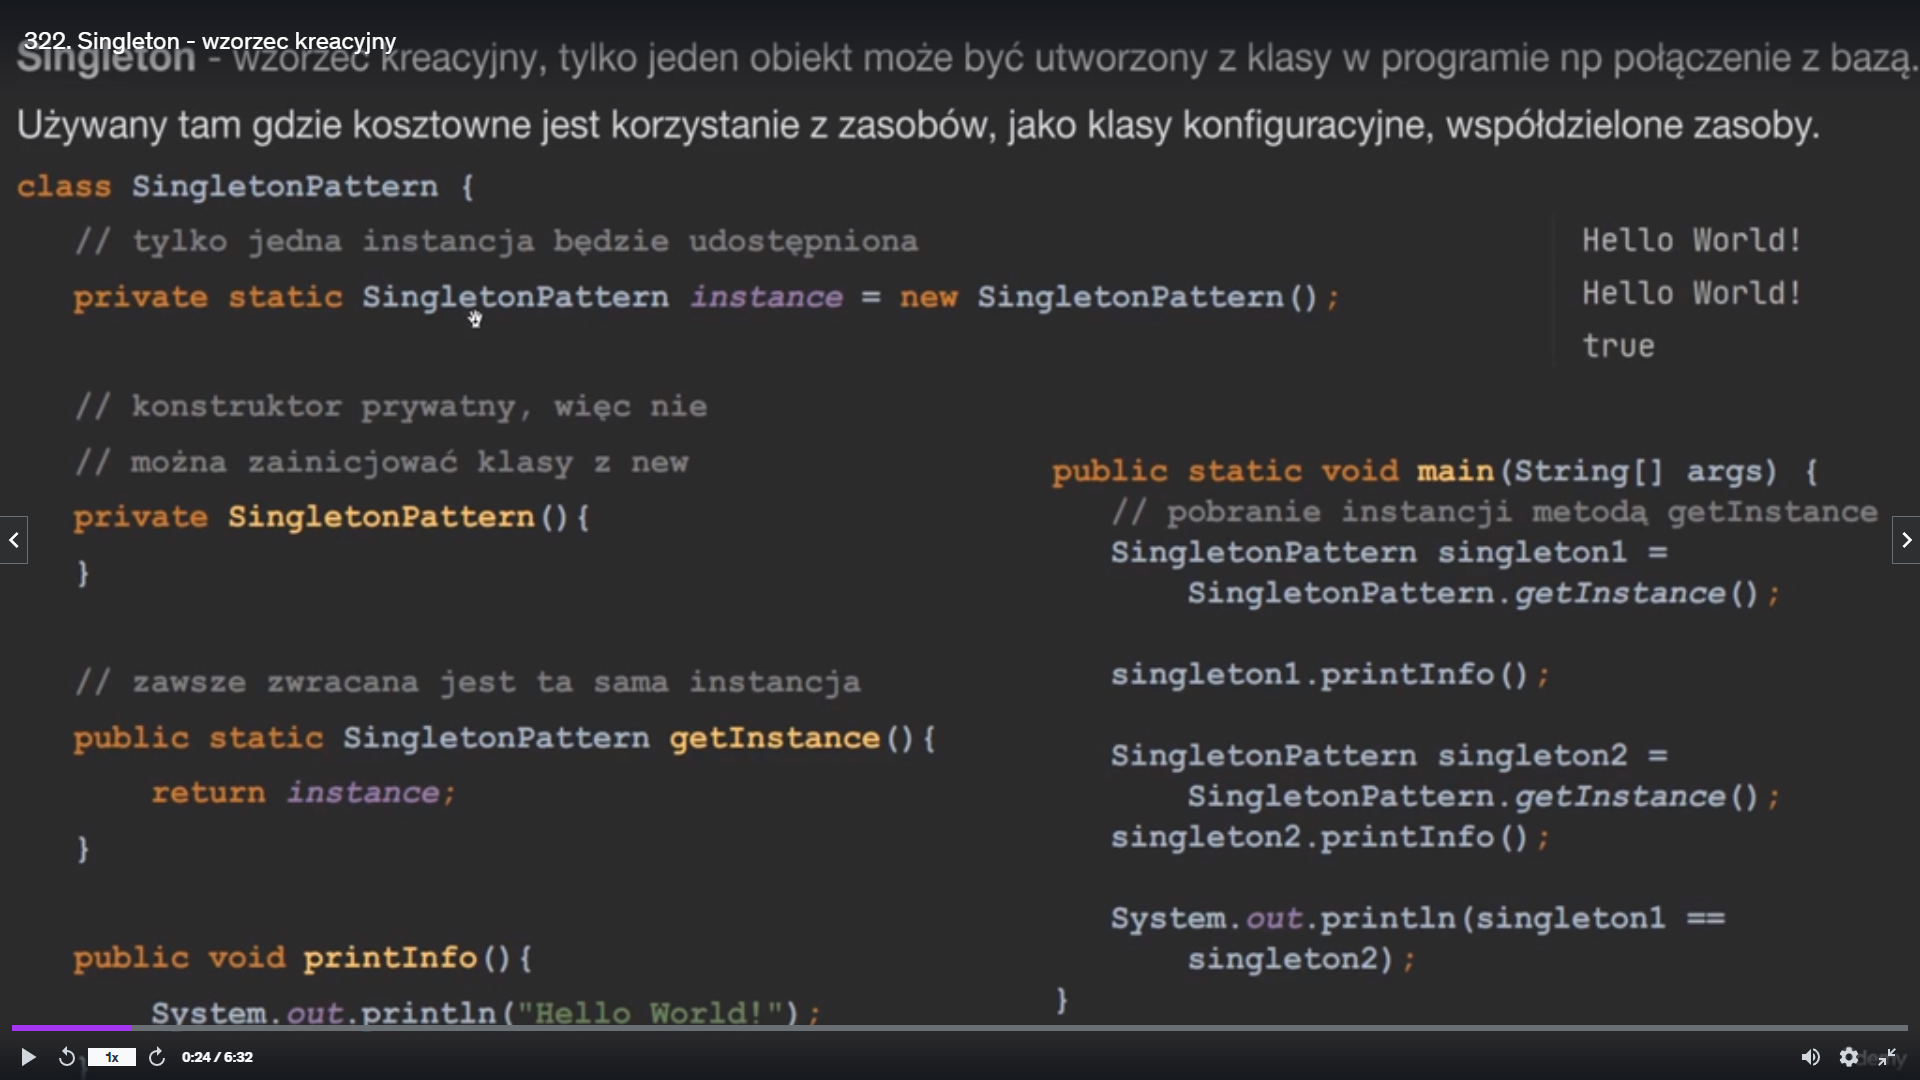 322. Singleton - wzorzec kreacyjny
Singleton - wzorzec kreacyjny, tylko jeden obiekt może być utworzony z klasy w programie np połączenie z bazą.
Używany tam gdzie kosztowne jest korzystanie z zasobów, jako klasy konfiguracyjne, współdzielone zasoby.
class SingletonPattern {
// tylko jedna instancja będzie udostępniona
private static SingletonPattern instance = new SingletonPattern();
// konstruktor prywatny, więc nie
// można zainicjować klasy z new
private SingletonPattern(){
}
// zawsze zwracana jest ta sama instancja
public static SingletonPattern getInstance(){
return instance;
}
public void printInfo(){
System.out.println("Hello World!");
}
Hello World!
Hello World!
true
public static void main(String[] args) {
// pobranie instancji metodą getInstance
SingletonPattern singleton1 =
SingletonPattern.getInstance();
singleton1.printInfo();
SingletonPattern singleton2 =
SingletonPattern.getInstance();
singleton2.printInfo();
System.out.println(singleton1 ==
singleton2);
}
1x
0:24 / 6:32